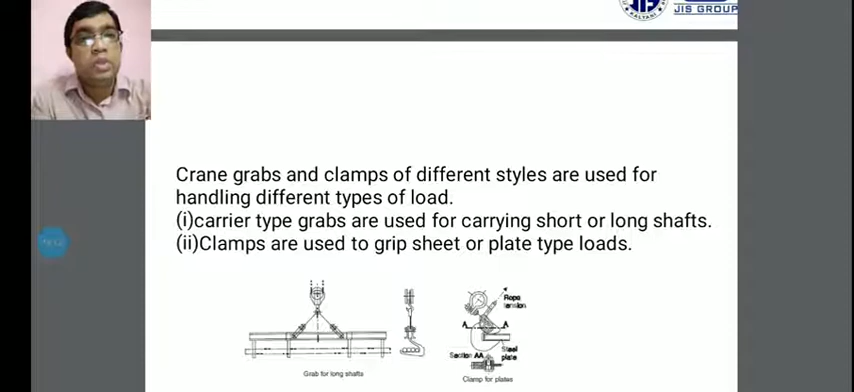 KALYANI
JIS GROUP
Crane grabs and clamps of different styles are used for
handling different types of load.
(i)carrier type grabs are used for carrying short or long shafts.
(ii)Clamps are used to grip sheet or plate type loads.
Rope
tension
A A
Section AA
Steel
plate
Grab for long shafts
Clamp for plates